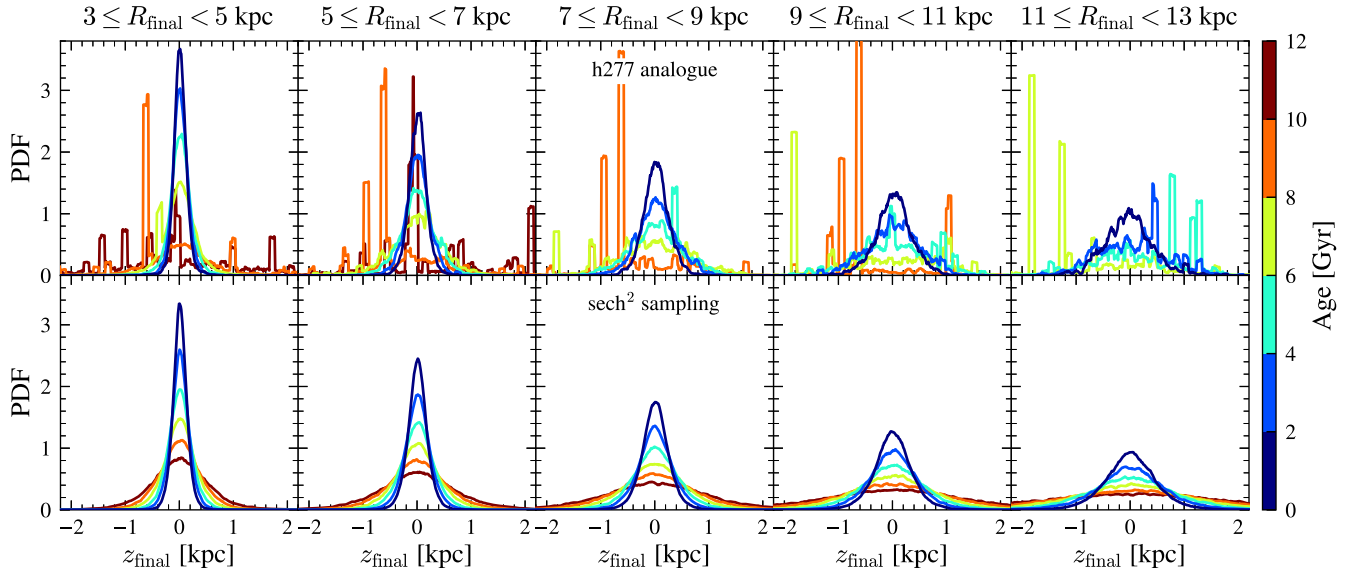 3 ≤ R_final < 5 kpc 5 ≤ R_final < 7 kpc 7 ≤ R_final < 9 kpc 9 ≤ R_final < 11 kpc 11 ≤ R_final < 13 kpc
h277 analogue
PDF
3
2
1
0
sech² sampling
PDF
3
2
1
0
−2 −1 0 1 2 −2 −1 0 1 2 −2 −1 0 1 2 −2 −1 0 1 2 −2 −1 0 1 2
z_final [kpc] z_final [kpc] z_final [kpc] z_final [kpc] z_final [kpc]
12
10
8
6
4
2
0
Age [Gyr]